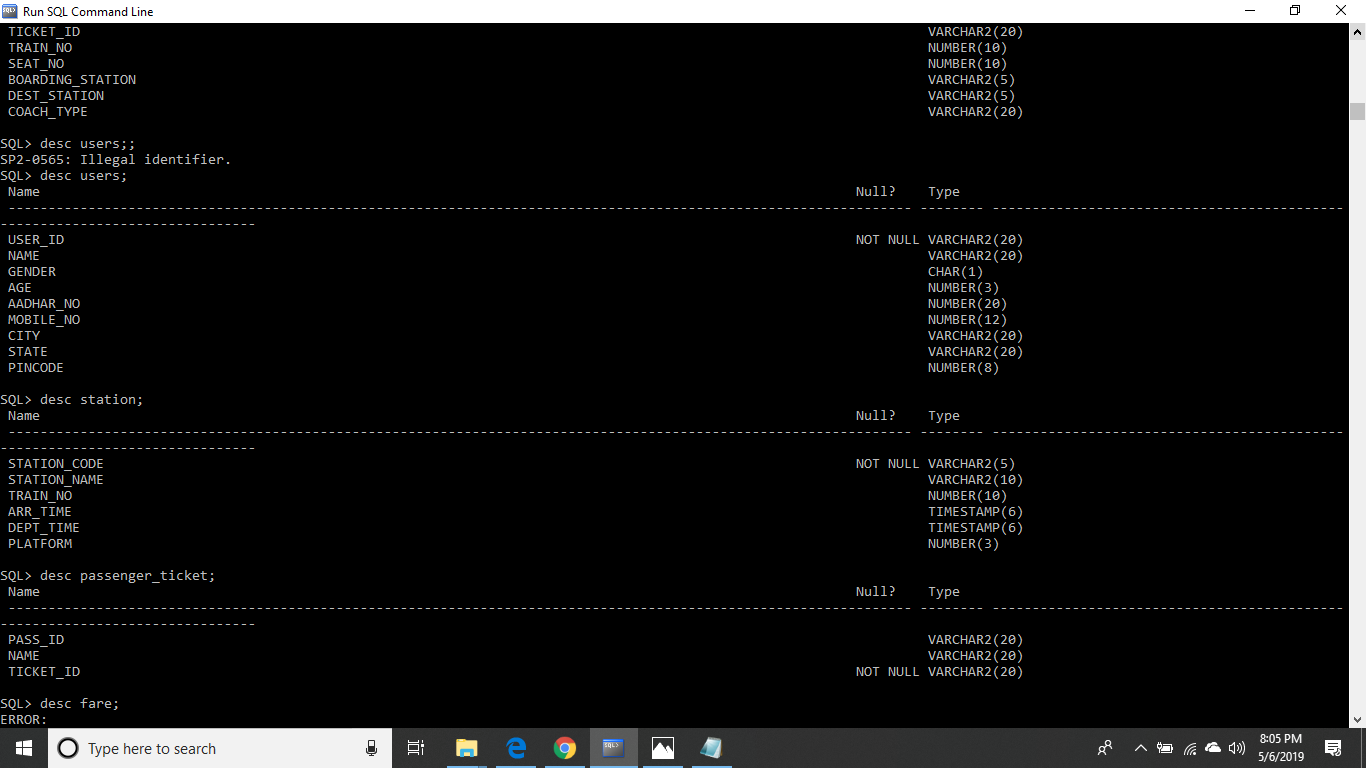 Run SQL Command Line
TICKET_ID VARCHAR2(20)
TRAIN_NO NUMBER(10)
SEAT_NO NUMBER(10)
BOARDING_STATION VARCHAR2(5)
DEST_STATION VARCHAR2(5)
COACH_TYPE VARCHAR2(20)
SQL> desc users;;
SP2-0565: Illegal identifier.
SQL> desc users;
Name Null? Type
----------------------------------------------------------------------------------------------------------------- -------- --------------------------------------------
--------------------------------
USER_ID NOT NULL VARCHAR2(20)
NAME VARCHAR2(20)
GENDER CHAR(1)
AGE NUMBER(3)
AADHAR_NO NUMBER(20)
MOBILE_NO NUMBER(12)
CITY VARCHAR2(20)
STATE VARCHAR2(20)
PINCODE NUMBER(8)
SQL> desc station;
Name Null? Type
----------------------------------------------------------------------------------------------------------------- -------- --------------------------------------------
--------------------------------
STATION_CODE NOT NULL VARCHAR2(5)
STATION_NAME VARCHAR2(10)
TRAIN_NO NUMBER(10)
ARR_TIME TIMESTAMP(6)
DEPT_TIME TIMESTAMP(6)
PLATFORM NUMBER(3)
SQL> desc passenger_ticket;
Name Null? Type
----------------------------------------------------------------------------------------------------------------- -------- --------------------------------------------
--------------------------------
PASS_ID VARCHAR2(20)
NAME VARCHAR2(20)
TICKET_ID NOT NULL VARCHAR2(20)
SQL> desc fare;
ERROR:
Type here to search
8:05 PM
5/6/2019